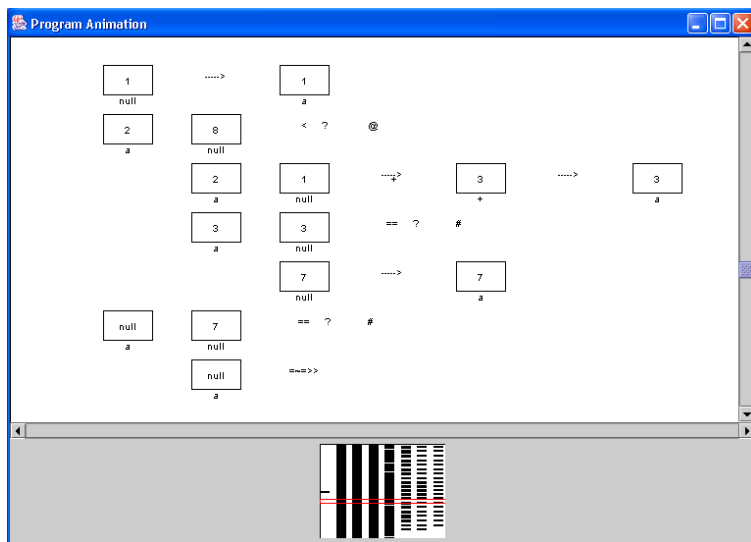 Program Animation
1 -----> 1
null a
2 8 < ? @
a null
2 1 -----> + 3 -----> 3
a null + a
3 3 == ? #
a null
7 -----> 7
null a
null 7 == ? #
a null
null =~=>>
a